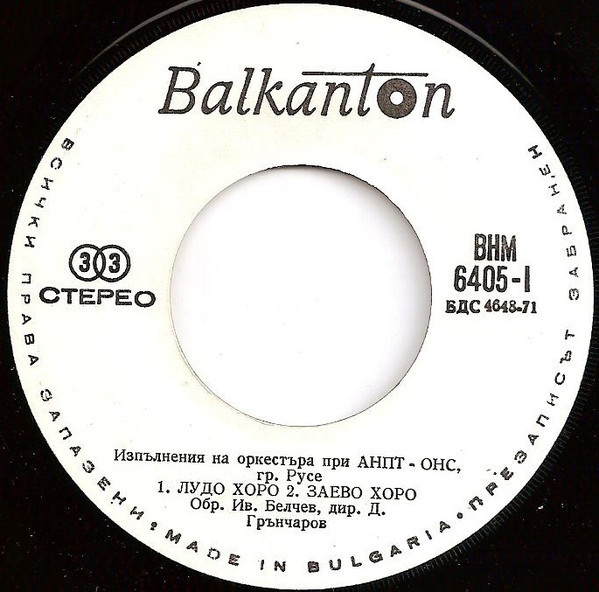 Balkanton
33
СТЕРЕО
ВНМ
6405-I
БДС 4648-71
Изпълнения на оркестъра при АНПТ - ОНС,
гр. Русе
1. ЛУДО ХОРО 2. ЗАЕВО ХОРО
Обр. Ив. Белчев, дир. Д.
Грънчаров
ВСИЧКИ ПРАВА ЗАПАЗЕНИ • MADE IN BULGARIA • ПРЕЗАПИСЪТ ЗАБРАНЕН